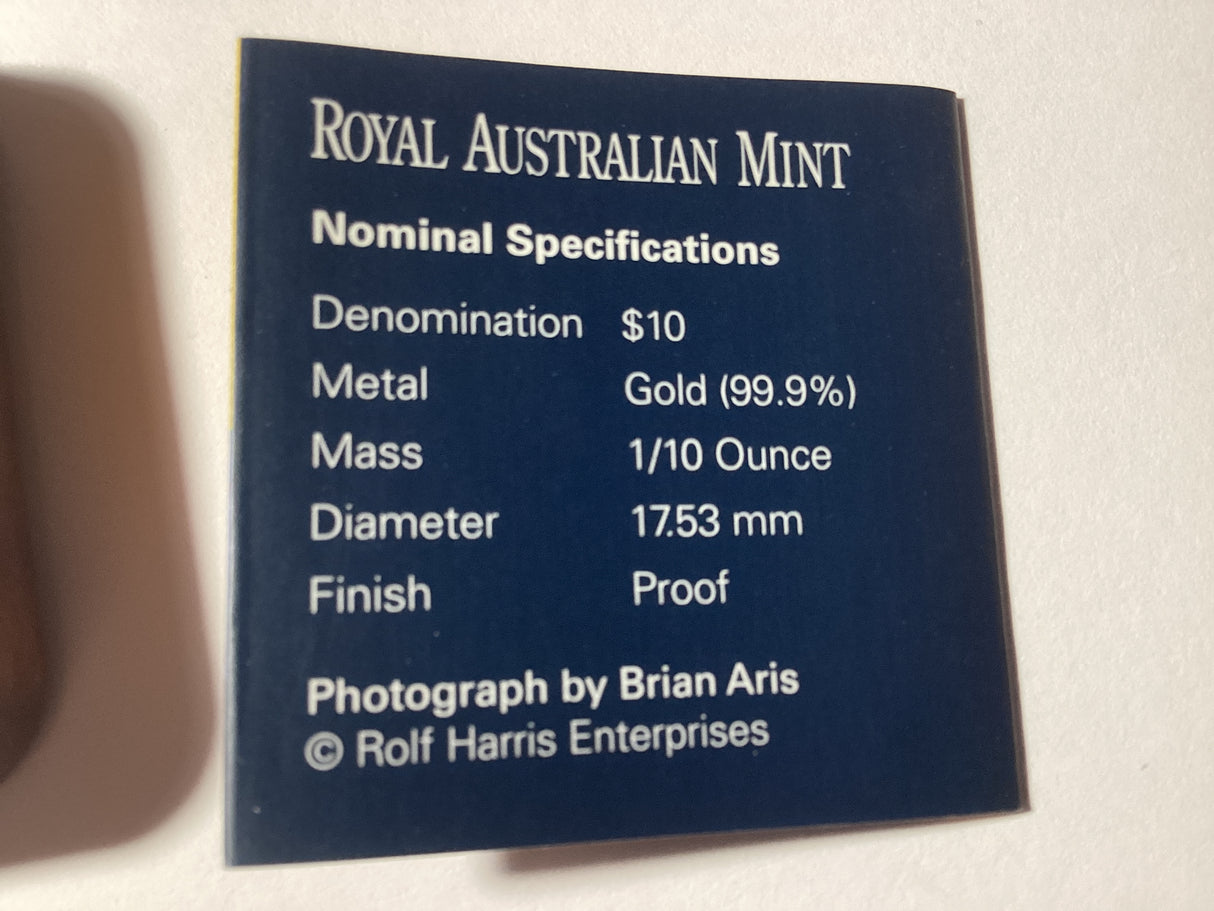 ROYAL AUSTRALIAN MINT
Nominal Specifications
Denomination $10
Metal Gold (99.9%)
Mass 1/10 Ounce
Diameter 17.53 mm
Finish Proof
Photograph by Brian Aris
© Rolf Harris Enterprises